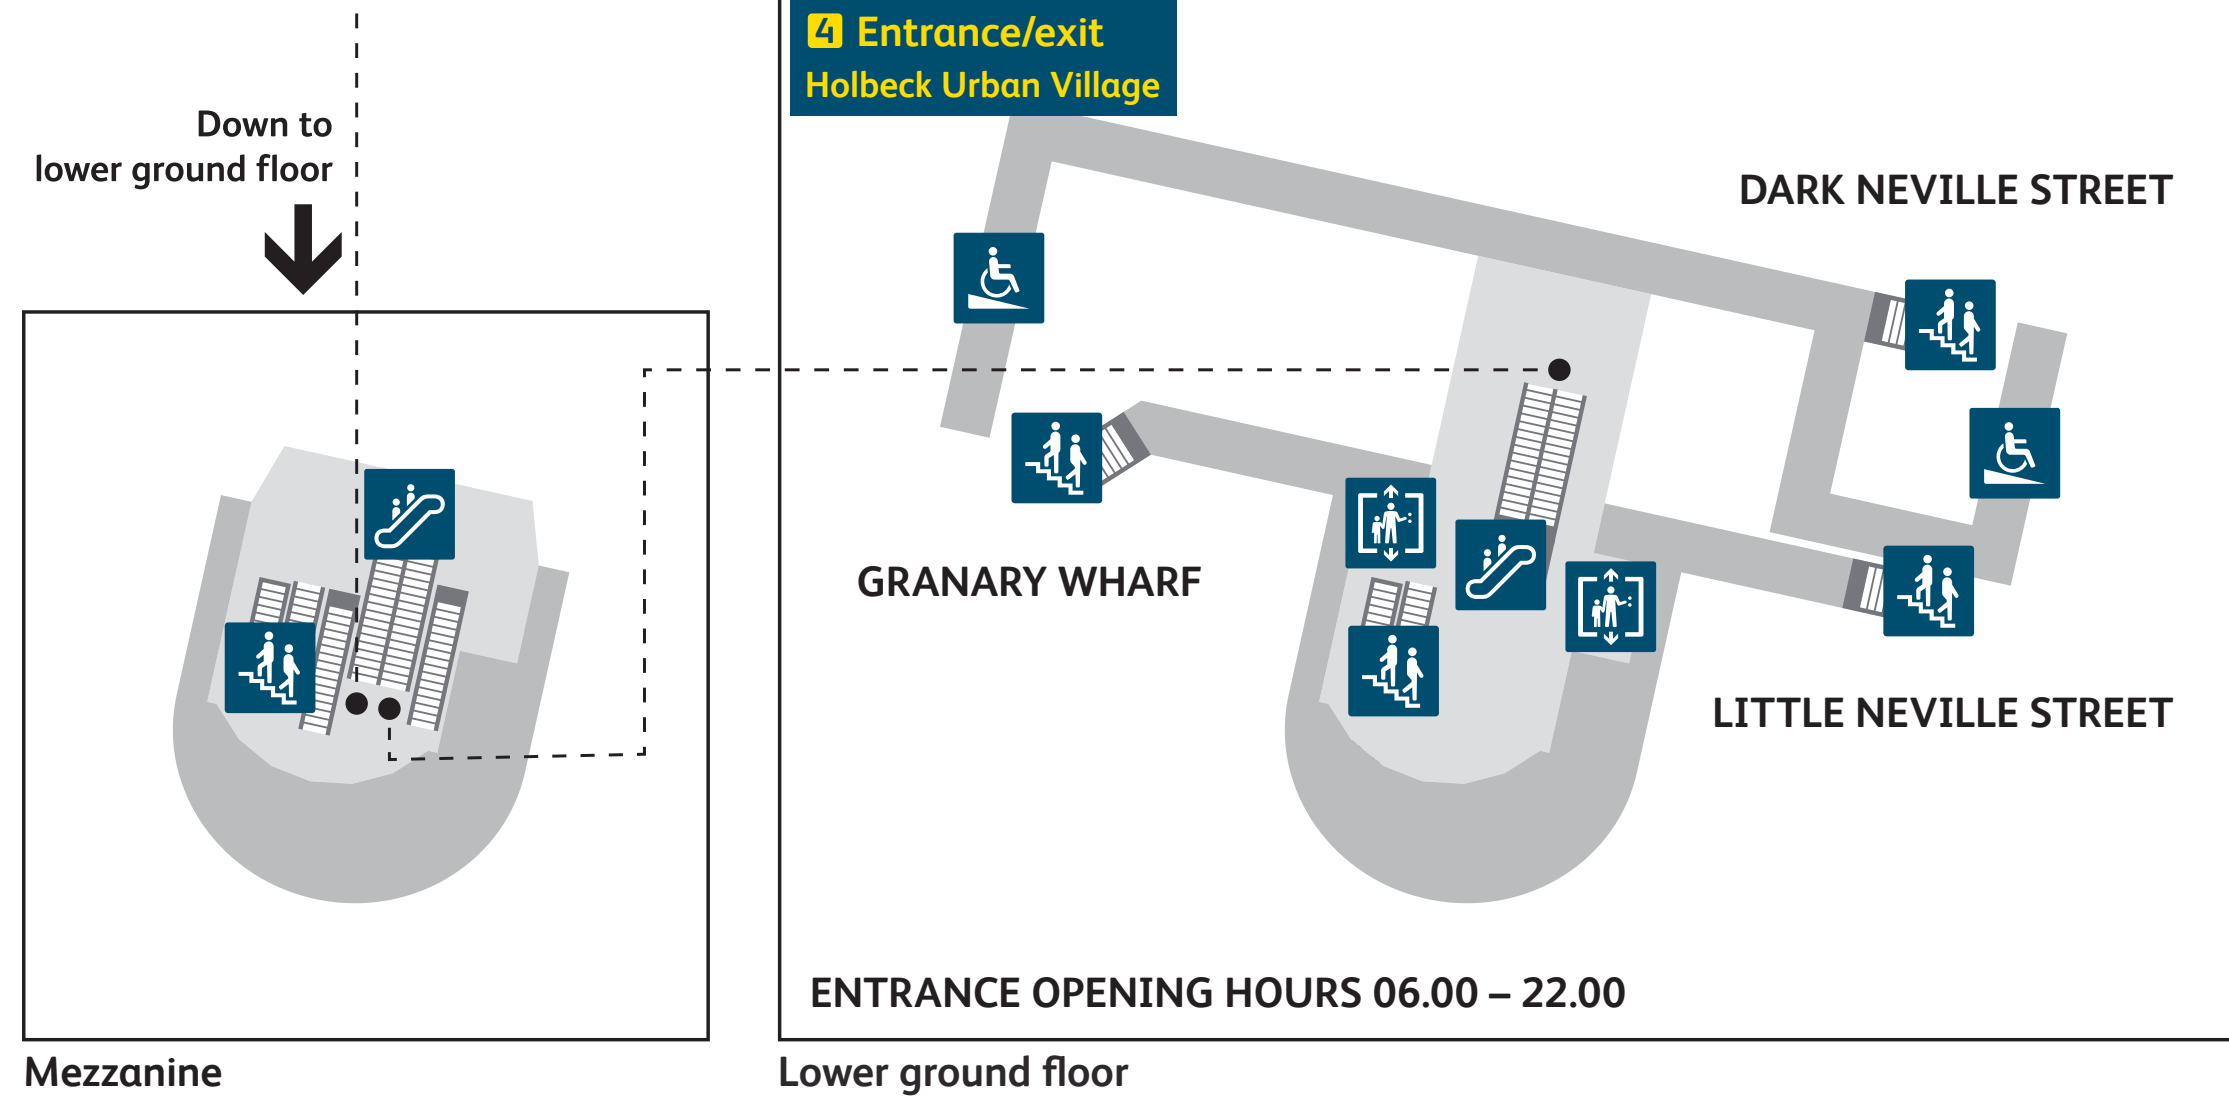 4 Entrance/exit
Holbeck Urban Village
Down to
lower ground floor
DARK NEVILLE STREET
GRANARY WHARF
LITTLE NEVILLE STREET
ENTRANCE OPENING HOURS 06.00 – 22.00
Mezzanine
Lower ground floor